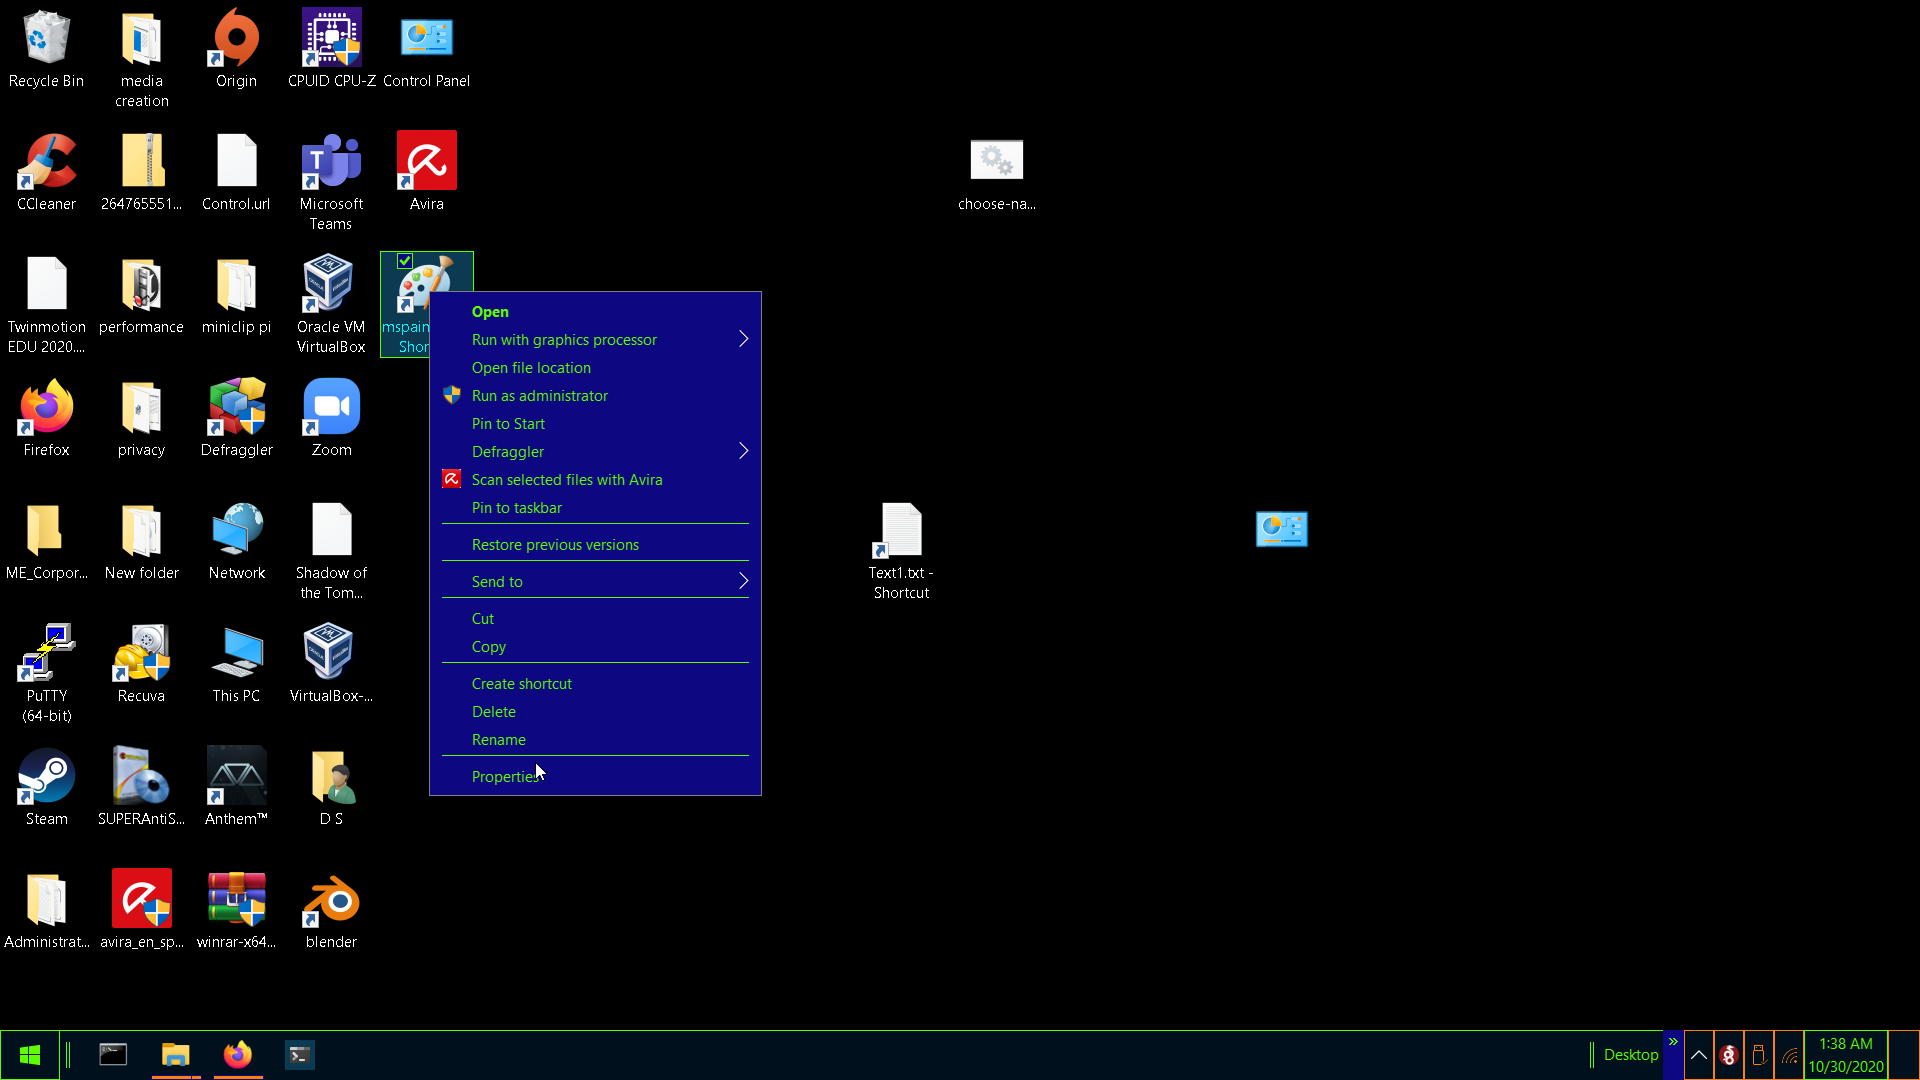 Recycle Bin
media
creation
Origin
CPUID CPU-Z
Control Panel
CCleaner
264765551...
Control.url
Microsoft
Teams
Avira
choose-na...
Twinmotion
EDU 2020....
performance
miniclip pi
Oracle VM
VirtualBox
mspain
Shor
Open
Run with graphics processor
Open file location
Run as administrator
Pin to Start
Defraggler
Scan selected files with Avira
Pin to taskbar
Restore previous versions
Send to
Cut
Copy
Create shortcut
Delete
Rename
Properties
Firefox
privacy
Defraggler
Zoom
ME_Corpor...
New folder
Network
Shadow of
the Tom...
Text1.txt -
Shortcut
PuTTY
(64-bit)
Recuva
This PC
VirtualBox-...
Steam
SUPERAntiS...
Anthem™
D S
Administrat...
avira_en_sp...
winrar-x64...
blender
Desktop
1:38 AM
10/30/2020